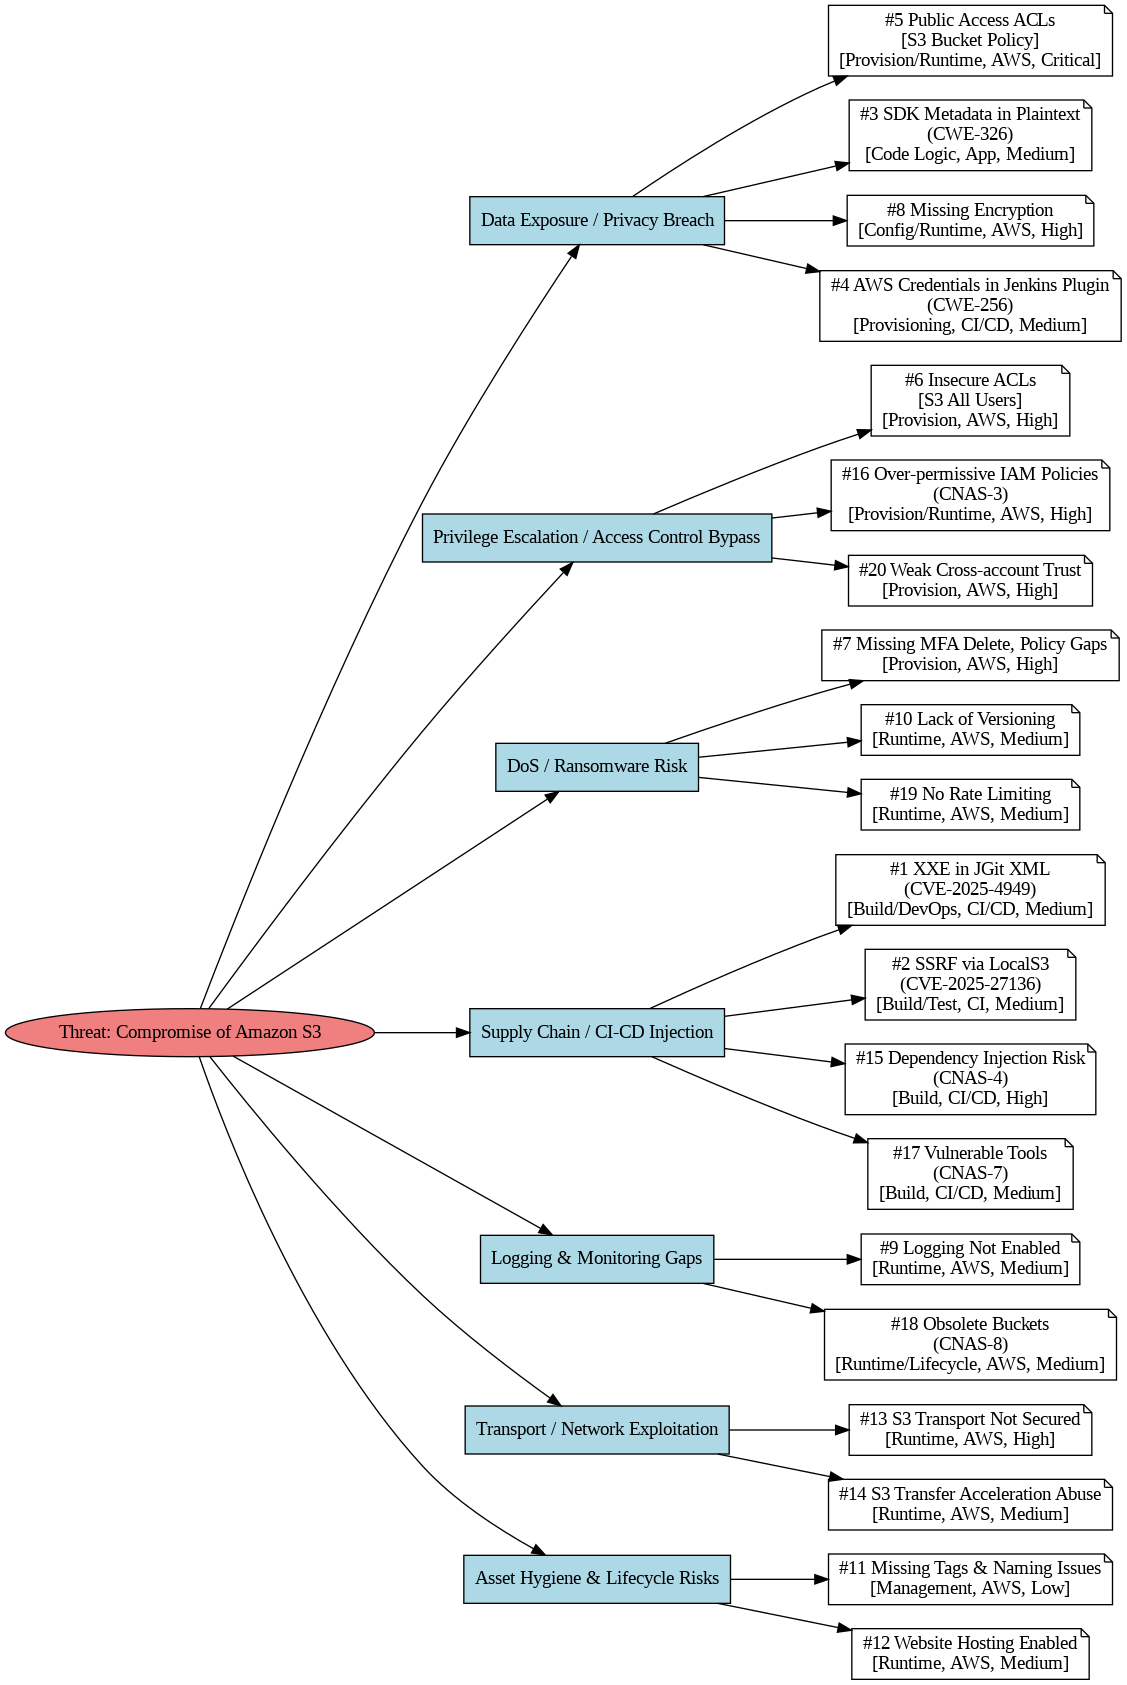 #5 Public Access ACLs
[S3 Bucket Policy]
[Provision/Runtime, AWS, Critical]
#3 SDK Metadata in Plaintext
(CWE-326)
[Code Logic, App, Medium]
Data Exposure / Privacy Breach
#8 Missing Encryption
[Config/Runtime, AWS, High]
#4 AWS Credentials in Jenkins Plugin
(CWE-256)
[Provisioning, CI/CD, Medium]
#6 Insecure ACLs
[S3 All Users]
[Provision, AWS, High]
Privilege Escalation / Access Control Bypass
#16 Over-permissive IAM Policies
(CNAS-3)
[Provision/Runtime, AWS, High]
#20 Weak Cross-account Trust
[Provision, AWS, High]
#7 Missing MFA Delete, Policy Gaps
[Provision, AWS, High]
DoS / Ransomware Risk
#10 Lack of Versioning
[Runtime, AWS, Medium]
#19 No Rate Limiting
[Runtime, AWS, Medium]
#1 XXE in JGit XML
(CVE-2025-4949)
[Build/DevOps, CI/CD, Medium]
Threat: Compromise of Amazon S3
Supply Chain / CI-CD Injection
#2 SSRF via LocalS3
(CVE-2025-27136)
[Build/Test, CI, Medium]
#15 Dependency Injection Risk
(CNAS-4)
[Build, CI/CD, High]
#17 Vulnerable Tools
(CNAS-7)
[Build, CI/CD, Medium]
Logging & Monitoring Gaps
#9 Logging Not Enabled
[Runtime, AWS, Medium]
#18 Obsolete Buckets
(CNAS-8)
[Runtime/Lifecycle, AWS, Medium]
Transport / Network Exploitation
#13 S3 Transport Not Secured
[Runtime, AWS, High]
#14 S3 Transfer Acceleration Abuse
[Runtime, AWS, Medium]
Asset Hygiene & Lifecycle Risks
#11 Missing Tags & Naming Issues
[Management, AWS, Low]
#12 Website Hosting Enabled
[Runtime, AWS, Medium]